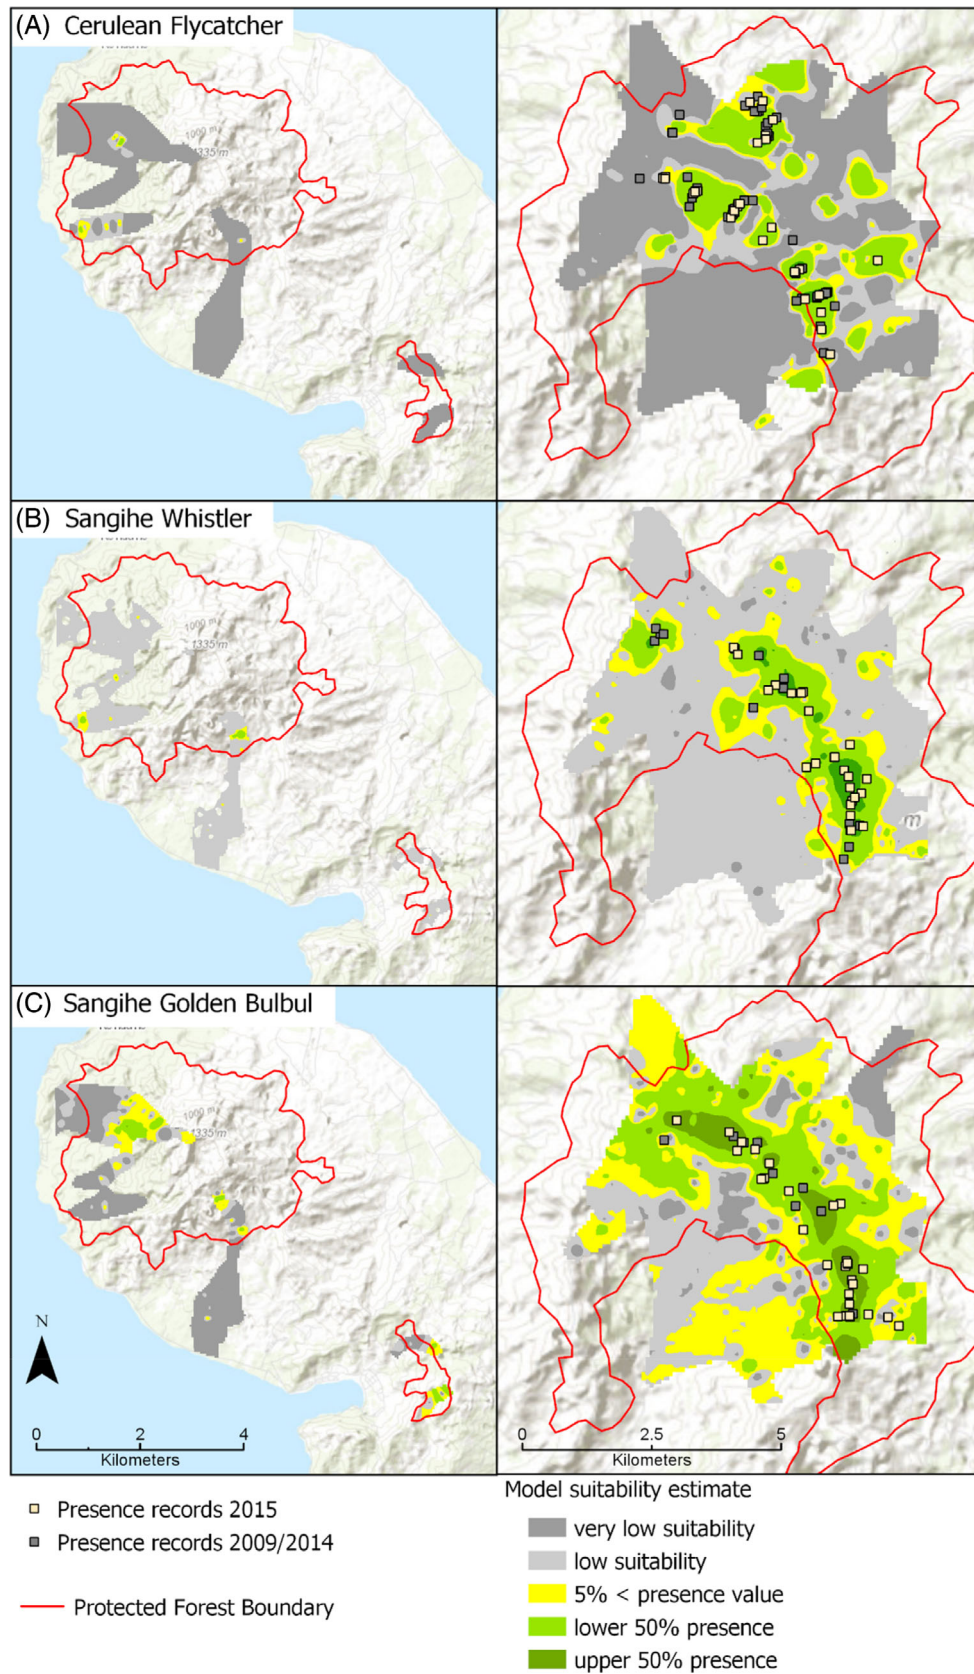 (A) Cerulean Flycatcher
1000 m
1335 m
(B) Sangihe Whistler
1000 m
1335 m
m
(C) Sangihe Golden Bulbul
1000 m
1335 m
N
0 2 4
Kilometers
0 2.5 5
Kilometers
Presence records 2015
Presence records 2009/2014
Protected Forest Boundary
Model suitability estimate
very low suitability
low suitability
5% < presence value
lower 50% presence
upper 50% presence